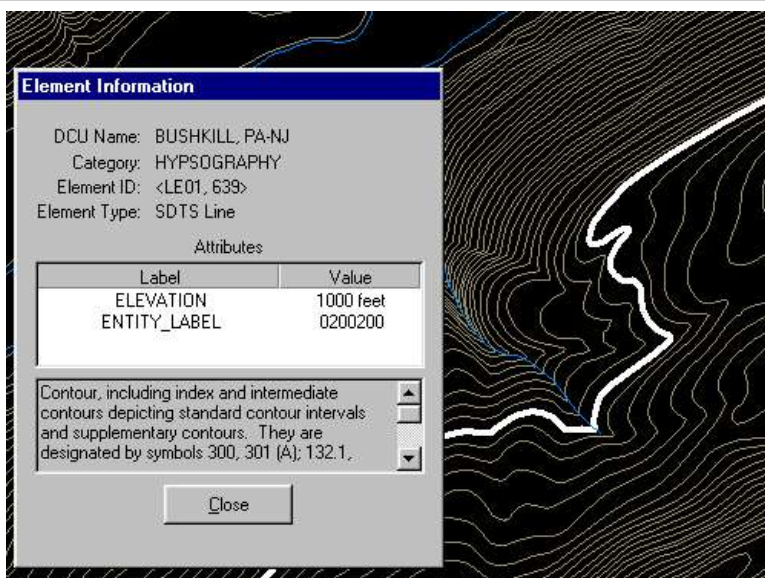 Element Information
DCU Name: BUSHKILL, PA-NJ
Category: HYPSOGRAPHY
Element ID: <LE01, 639>
Element Type: SDTS Line
Attributes
Label Value
ELEVATION 1000 feet
ENTITY_LABEL 0200200
Contour, including index and intermediate
contours depicting standard contour intervals
and supplementary contours. They are
designated by symbols 300, 301 (A); 132.1,
Close